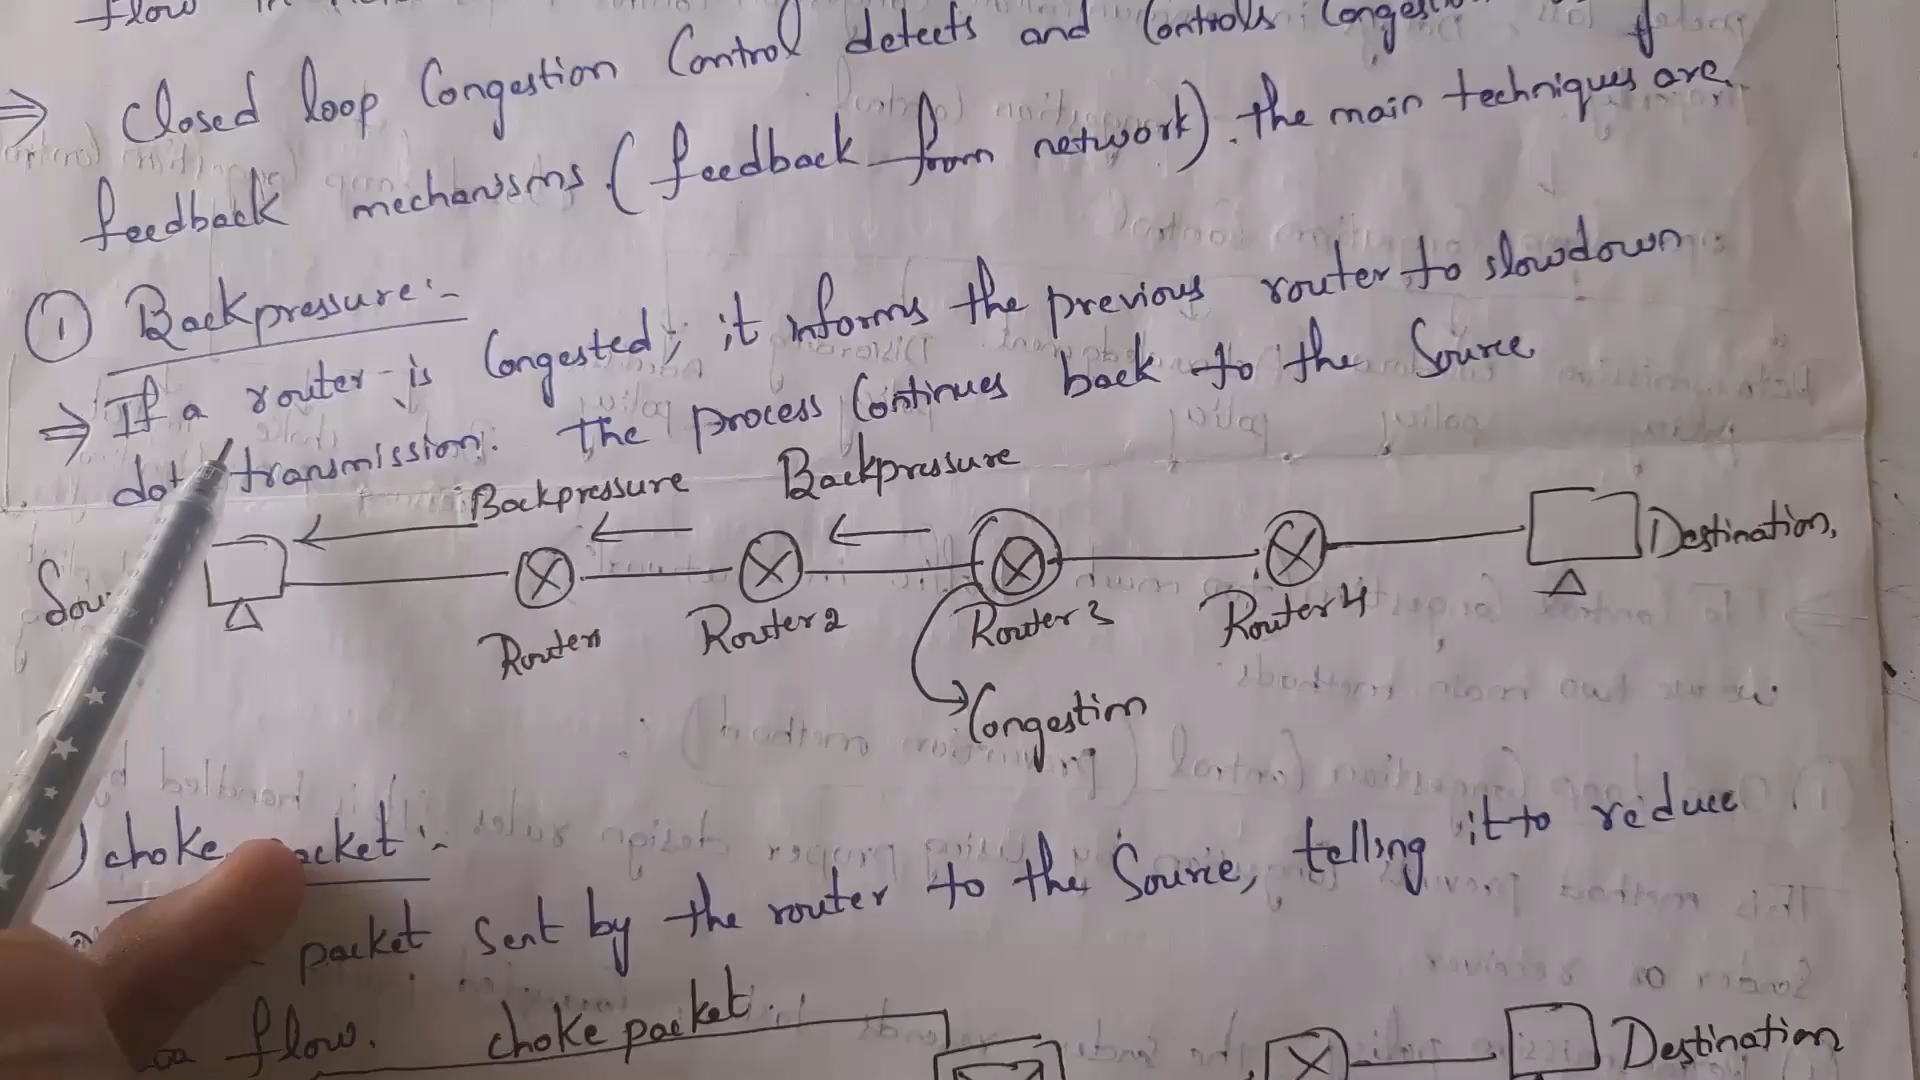 flow
⇒ Closed loop Congestion Control detects and Controls
feedback mechanisms (feedback from network). the main techniques are
① Backpressure:-
⇒ If a router is Congested, it informs the previous router to slowdown
transmission. the process Continues back to the Source
Backpressure Backpressure
Destination,
Router Router 2 Router 3 Router 4
Congestion
choke
packet sent by the router to the Source, telling it to reduce
flow. choke packet.
Destination